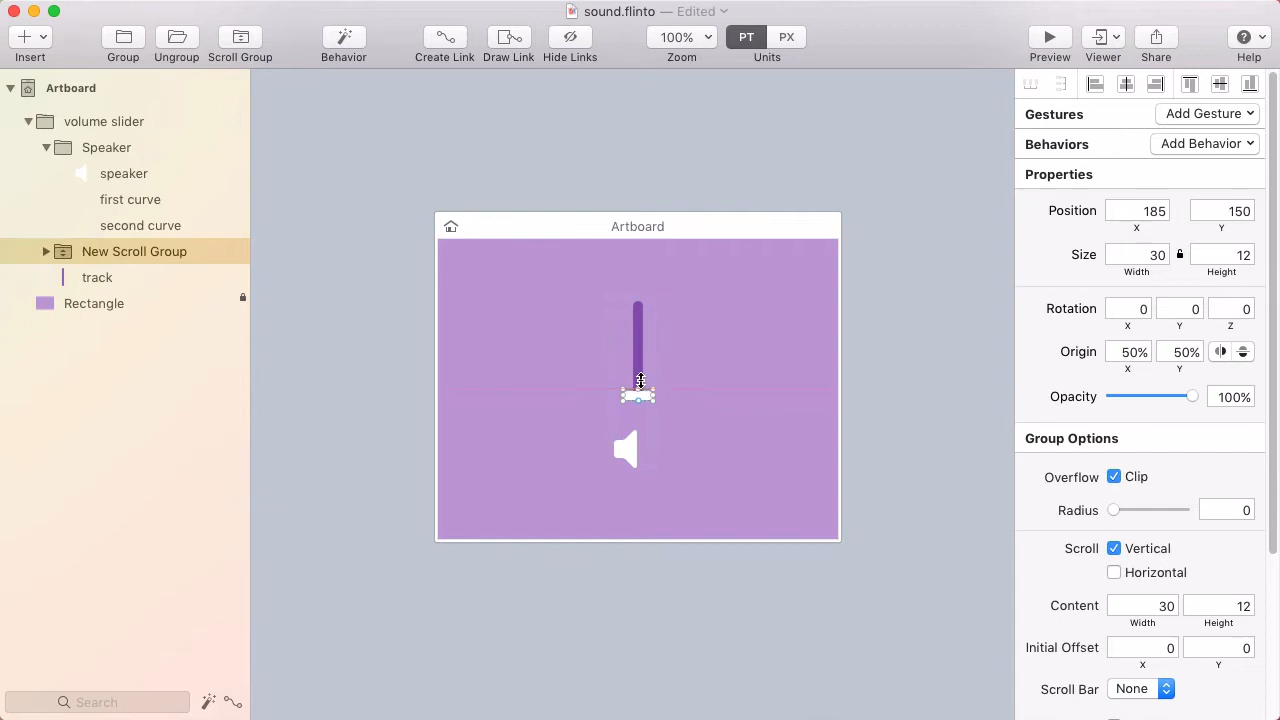 sound.flinto — Edited
Insert
Group
Ungroup
Scroll Group
Behavior
Create Link
Draw Link
Hide Links
100%
Zoom
PT
PX
Units
Preview
Viewer
Share
Help
Artboard
volume slider
Speaker
speaker
first curve
second curve
New Scroll Group
track
Rectangle
Search
Artboard
Gestures
Add Gesture
Behaviors
Add Behavior
Properties
Position 185 150
X Y
Size 30 12
Width Height
Rotation 0 0 0
X Y Z
Origin 50% 50%
X Y
Opacity 100%
Group Options
Overflow Clip
Radius 0
Scroll Vertical
Horizontal
Content 30 12
Width Height
Initial Offset 0 0
X Y
Scroll Bar None